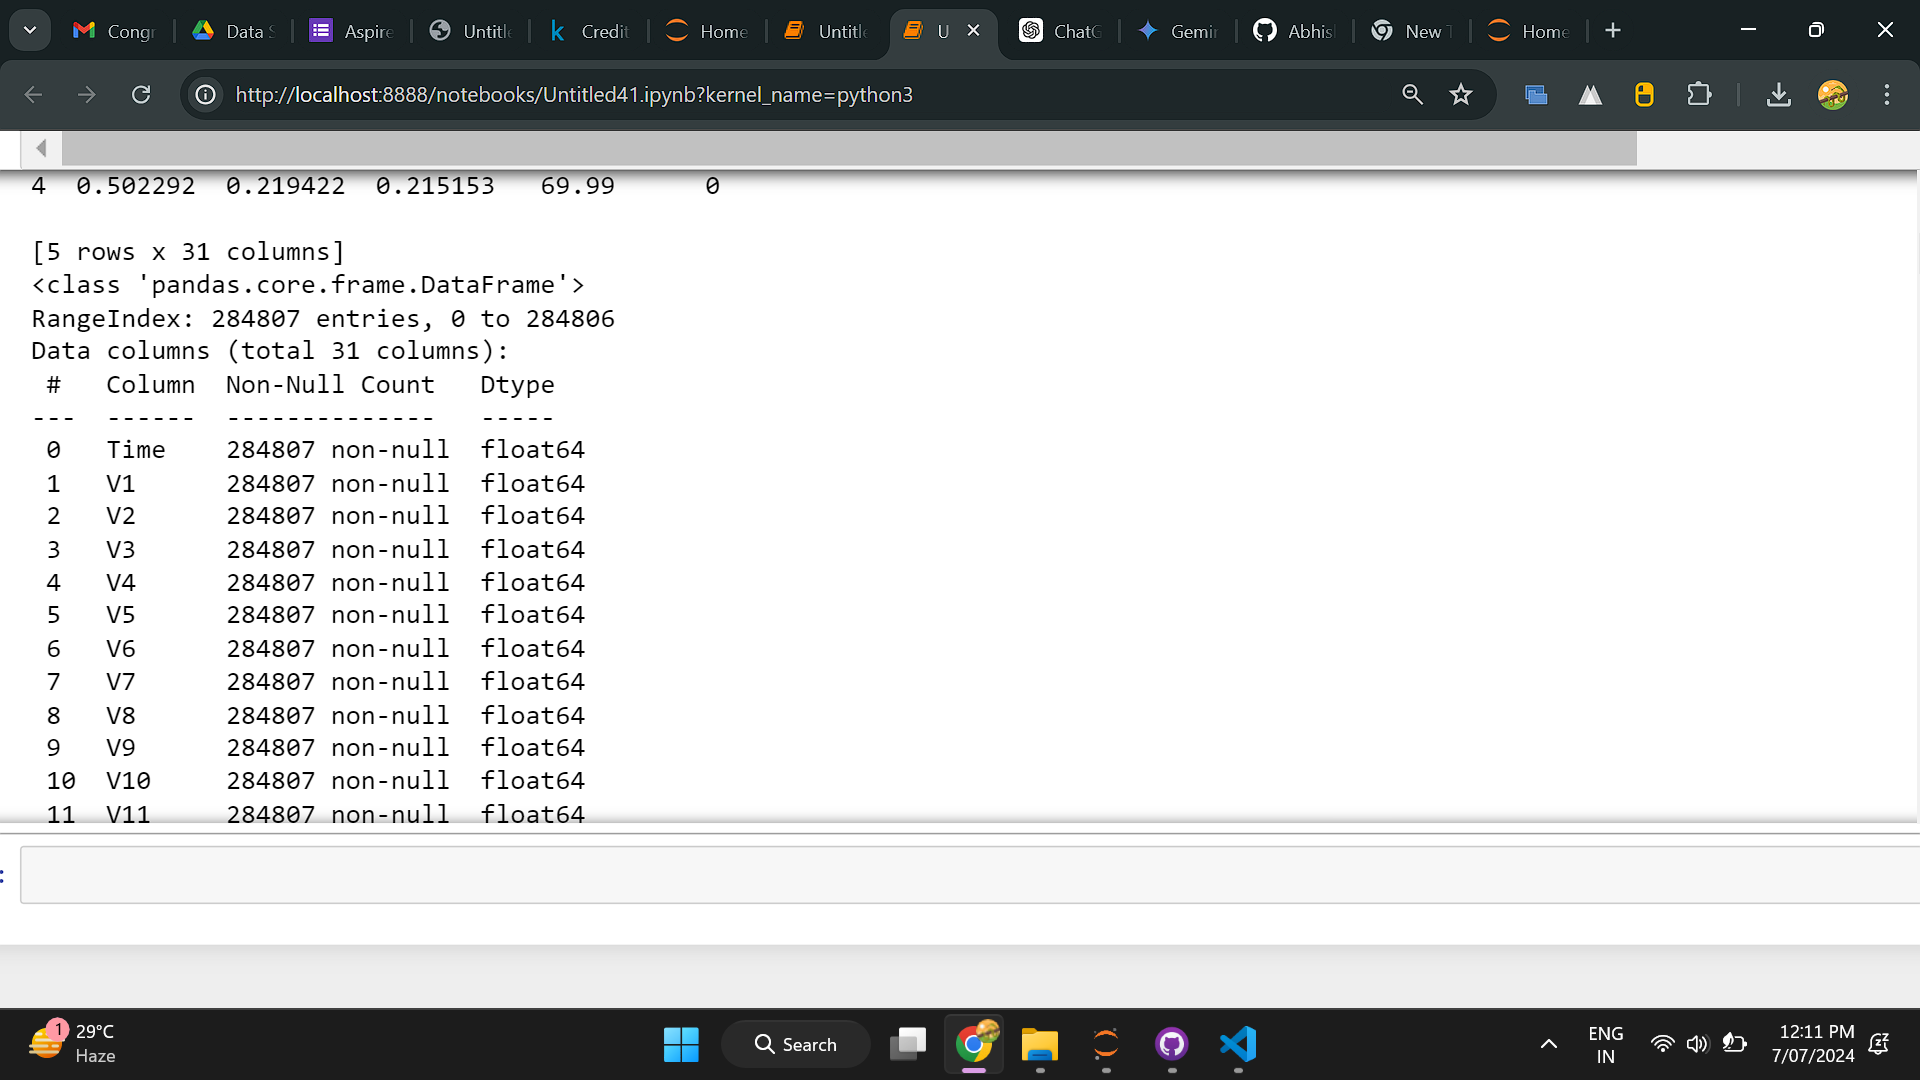 Congr
Data S
Aspire
Untitle
Credit
Home
Untitle
U
ChatG
Gemin
Abhis
New T
Home
http://localhost:8888/notebooks/Untitled41.ipynb?kernel_name=python3
4 0.502292 0.219422 0.215153 69.99 0
[5 rows x 31 columns]
<class 'pandas.core.frame.DataFrame'>
RangeIndex: 284807 entries, 0 to 284806
Data columns (total 31 columns):
# Column Non-Null Count Dtype
--- ------ -------------- -----
0 Time 284807 non-null float64
1 V1 284807 non-null float64
2 V2 284807 non-null float64
3 V3 284807 non-null float64
4 V4 284807 non-null float64
5 V5 284807 non-null float64
6 V6 284807 non-null float64
7 V7 284807 non-null float64
8 V8 284807 non-null float64
9 V9 284807 non-null float64
10 V10 284807 non-null float64
11 V11 284807 non-null float64
:
1
29°C
Haze
Search
ENG
IN
12:11 PM
7/07/2024